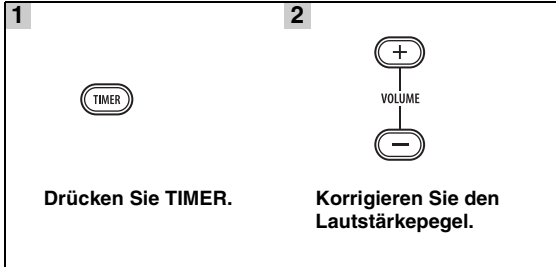 1
TIMER
Drücken Sie TIMER.
2
+
VOLUME
−
Korrigieren Sie den
Lautstärkepegel.